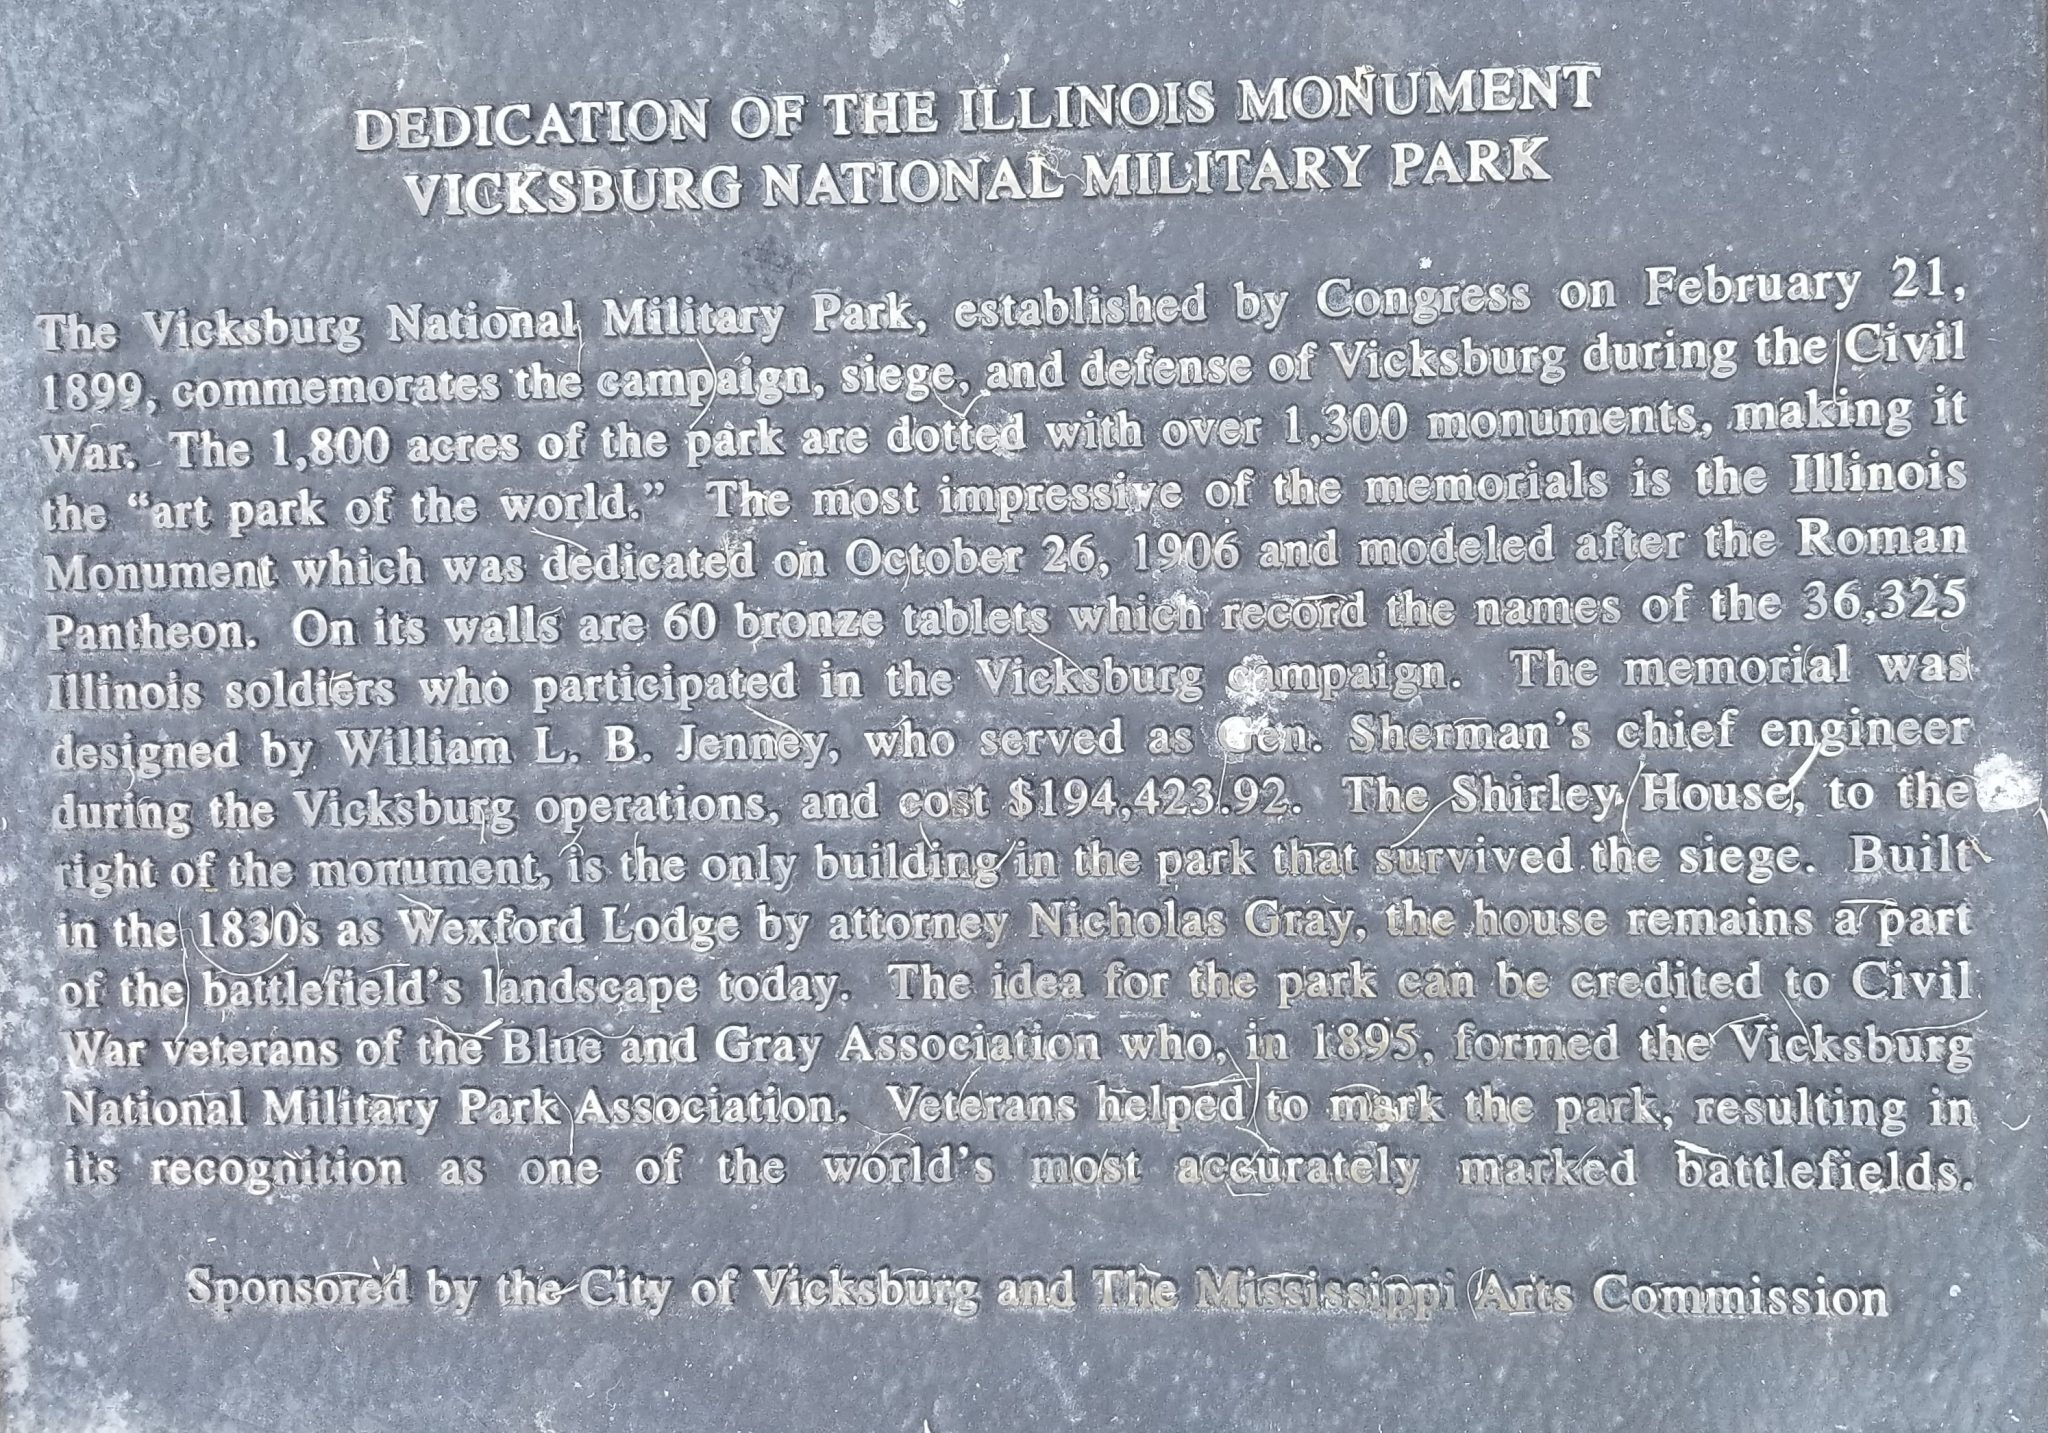 DEDICATION OF THE ILLINOIS MONUMENT
VICKSBURG NATIONAL MILITARY PARK
The Vicksburg National Military Park, established by Congress on February 21,
1899, commemorates the campaign, siege, and defense of Vicksburg during the Civil
War. The 1,800 acres of the park are dotted with over 1,300 monuments, making it
the “art park of the world.” The most impressive of the memorials is the Illinois
Monument which was dedicated on October 26, 1906 and modeled after the Roman
Pantheon. On its walls are 60 bronze tablets which record the names of the 36,325
Illinois soldiers who participated in the Vicksburg campaign. The memorial was
designed by William L. B. Jenney, who served as Gen. Sherman’s chief engineer
during the Vicksburg operations, and cost $194,423.92. The Shirley House, to the
right of the monument, is the only building in the park that survived the siege. Built
in the 1830s as Wexford Lodge by attorney Nicholas Gray, the house remains a part
of the battlefield’s landscape today. The idea for the park can be credited to Civil
War veterans of the Blue and Gray Association who, in 1895, formed the Vicksburg
National Military Park Association. Veterans helped to mark the park, resulting in
its recognition as one of the world’s most accurately marked battlefields.
Sponsored by the City of Vicksburg and The Mississippi Arts Commission